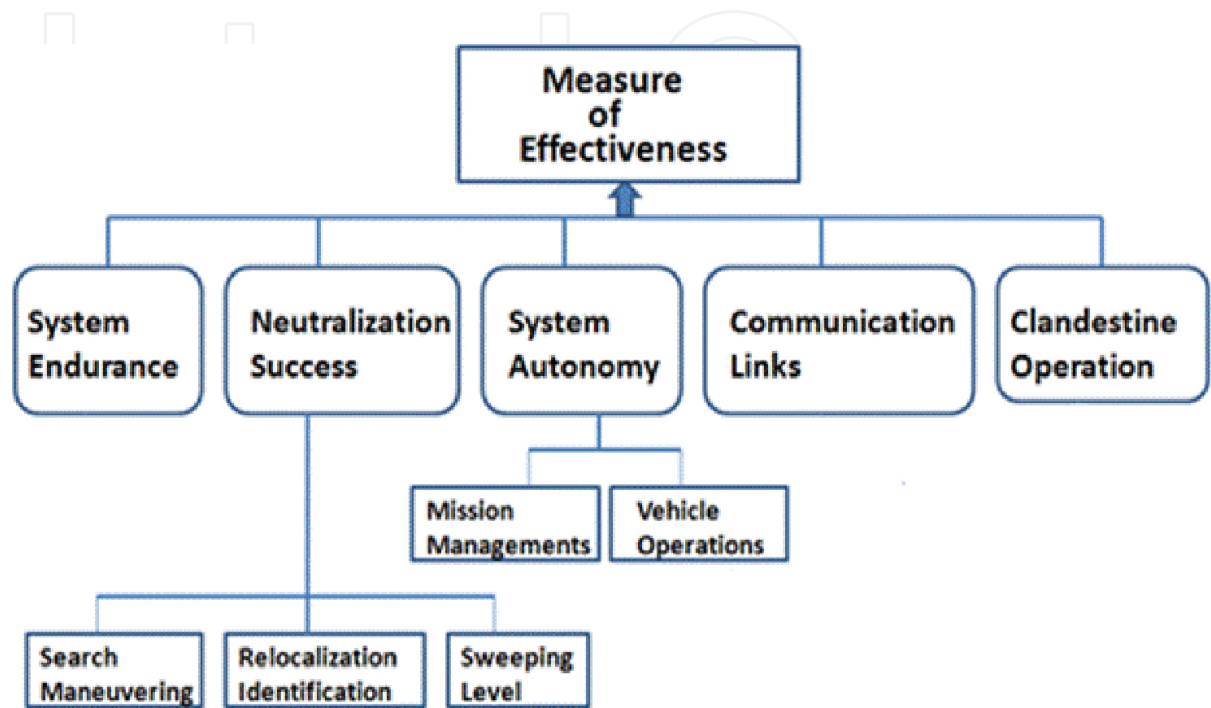 Measure
of
Effectiveness
System
Endurance
Neutralization
Success
System
Autonomy
Communication
Links
Clandestine
Operation
Mission
Managements
Vehicle
Operations
Search
Maneuvering
Relocalization
Identification
Sweeping
Level